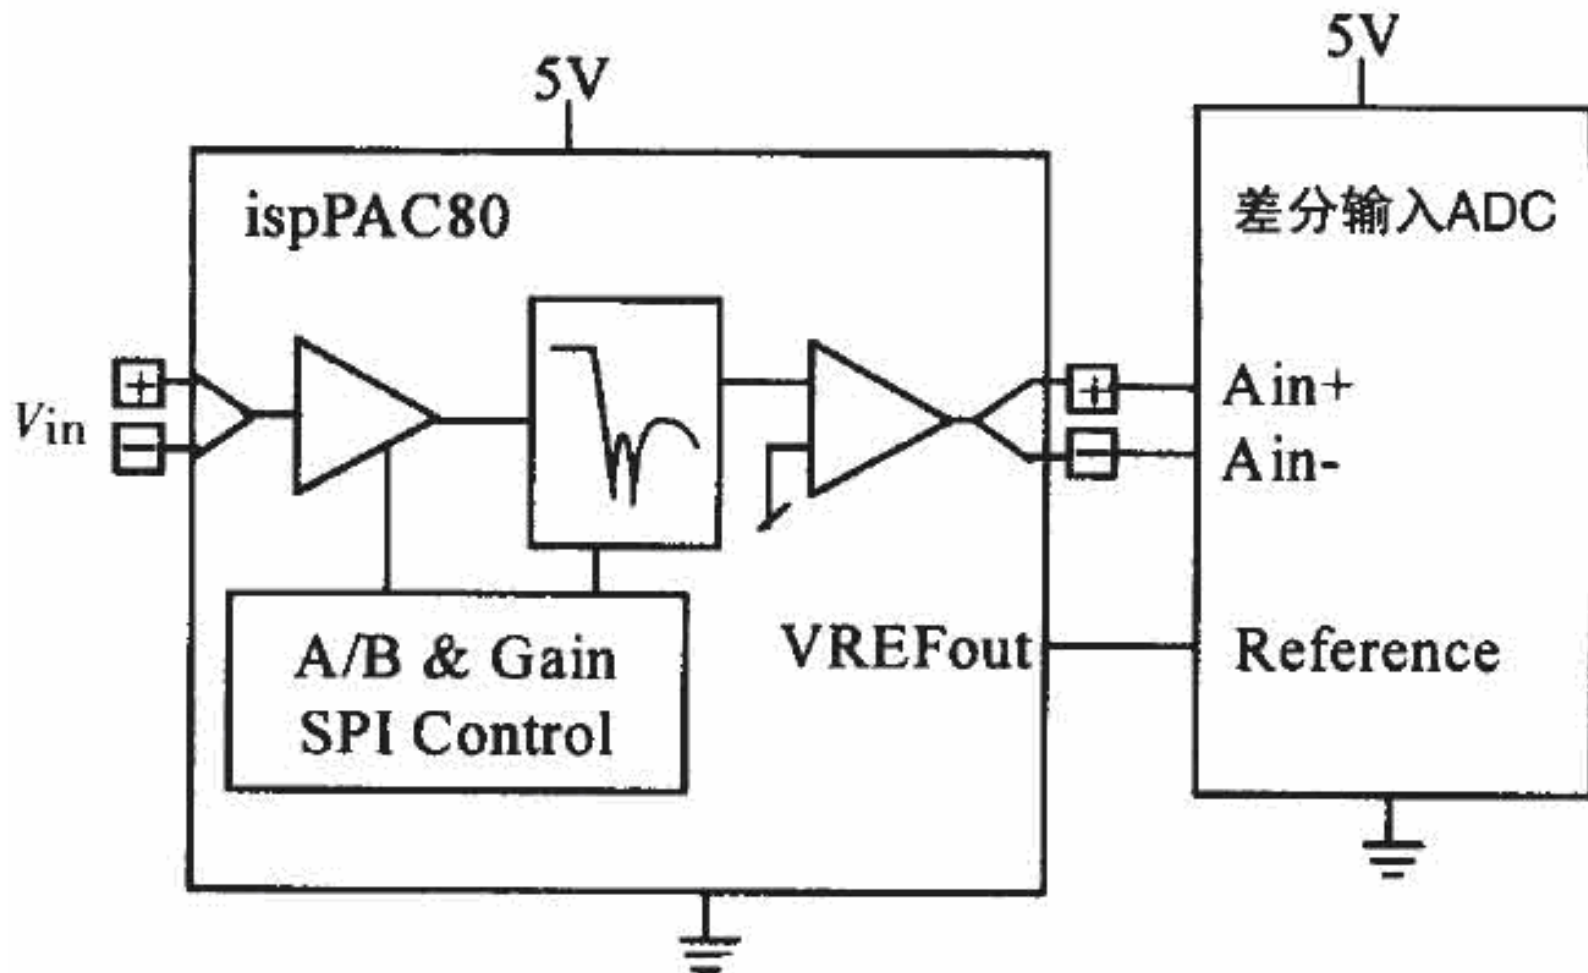 5V
5V
ispPAC80
差分输入ADC
Vin
+
-
+
-
Ain+
Ain-
A/B & Gain
SPI Control
VREFout
Reference